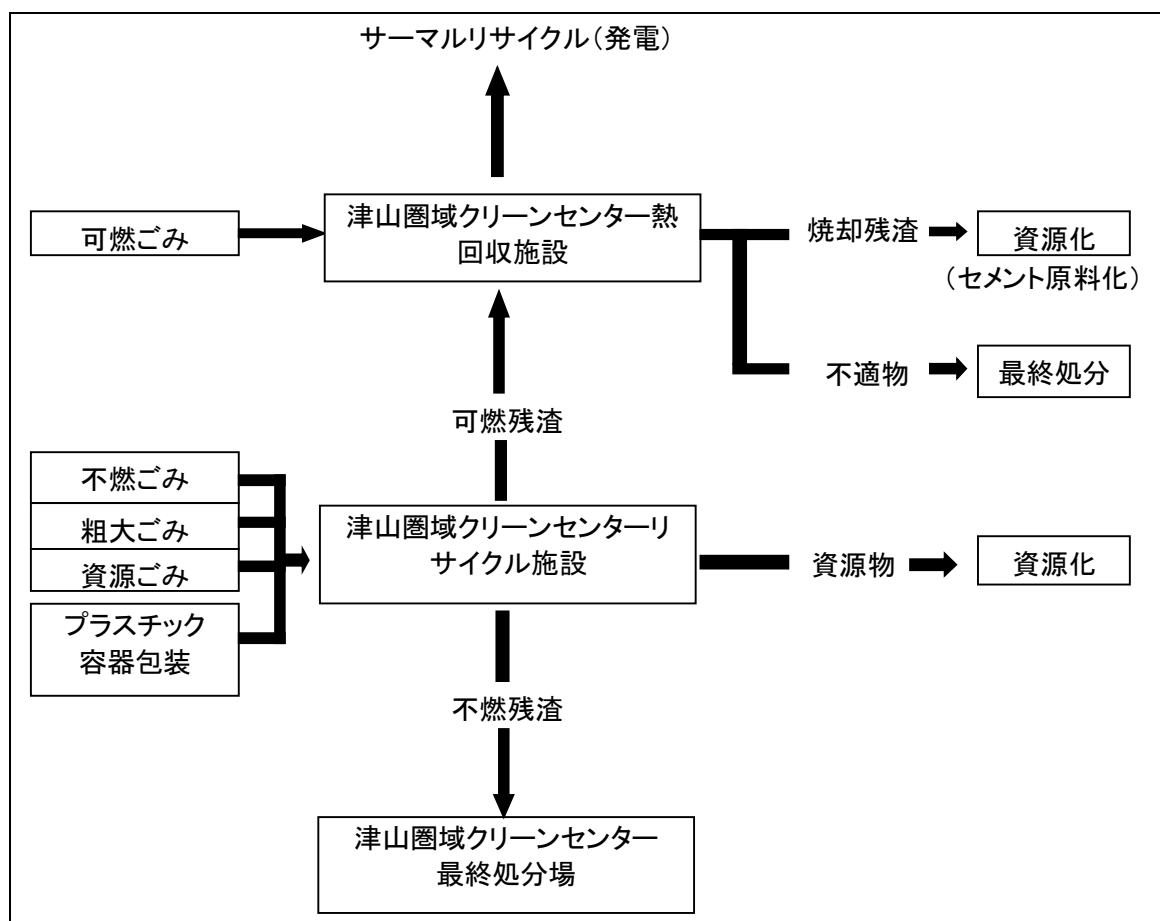 サーマルリサイクル（発電）
可燃ごみ
津山圏域クリーンセンター熱
回収施設
焼却残渣
資源化
（セメント原料化）
不適物
最終処分
可燃残渣
不燃ごみ
粗大ごみ
資源ごみ
プラスチック
容器包装
津山圏域クリーンセンターリ
サイクル施設
資源物
資源化
不燃残渣
津山圏域クリーンセンター
最終処分場